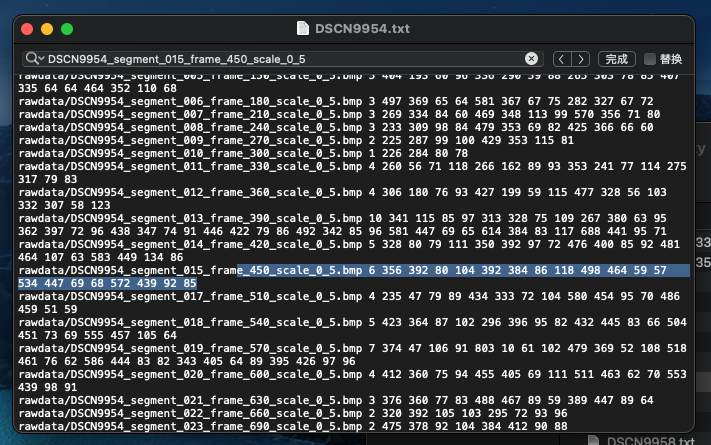 DSCN9954.txt
DSCN9954_segment_015_frame_450_scale_0_5
完成
替换
rawdata/DSCN9954_segment_005_frame_150_scale_0_5.bmp 5 404 193 60 96 336 290 59 88 265 303 78 83 407
335 64 64 464 352 110 68
rawdata/DSCN9954_segment_006_frame_180_scale_0_5.bmp 3 497 369 65 64 581 367 67 75 282 327 67 72
rawdata/DSCN9954_segment_007_frame_210_scale_0_5.bmp 3 269 334 84 60 469 348 113 99 570 356 71 80
rawdata/DSCN9954_segment_008_frame_240_scale_0_5.bmp 3 233 309 98 84 479 353 69 82 425 366 66 60
rawdata/DSCN9954_segment_009_frame_270_scale_0_5.bmp 2 225 287 99 100 429 353 115 81
rawdata/DSCN9954_segment_010_frame_300_scale_0_5.bmp 1 226 284 80 78
rawdata/DSCN9954_segment_011_frame_330_scale_0_5.bmp 4 260 56 71 118 266 162 89 93 353 241 77 114 275
317 79 83
rawdata/DSCN9954_segment_012_frame_360_scale_0_5.bmp 4 306 180 76 93 427 199 59 115 477 328 56 103
332 307 58 123
rawdata/DSCN9954_segment_013_frame_390_scale_0_5.bmp 10 341 115 85 97 313 328 75 109 267 380 63 95
362 397 72 96 438 347 74 91 446 422 79 86 492 342 85 96 581 447 69 65 614 384 83 117 688 441 95 71
rawdata/DSCN9954_segment_014_frame_420_scale_0_5.bmp 5 328 80 79 111 350 392 97 72 476 400 85 92 481
464 107 63 583 449 134 86
rawdata/DSCN9954_segment_015_frame_450_scale_0_5.bmp 6 356 392 80 104 392 384 86 118 498 464 59 57
534 447 69 68 572 439 92 85
rawdata/DSCN9954_segment_017_frame_510_scale_0_5.bmp 4 235 47 79 89 434 333 72 104 580 454 95 70 486
459 51 59
rawdata/DSCN9954_segment_018_frame_540_scale_0_5.bmp 5 423 364 87 102 296 396 95 82 432 445 83 66 504
451 73 69 555 457 105 64
rawdata/DSCN9954_segment_019_frame_570_scale_0_5.bmp 7 374 47 106 91 803 10 61 102 479 369 52 108 518
461 76 62 586 444 83 82 343 405 64 89 395 426 97 96
rawdata/DSCN9954_segment_020_frame_600_scale_0_5.bmp 4 412 360 75 94 455 405 69 111 511 463 62 70 553
439 98 91
rawdata/DSCN9954_segment_021_frame_630_scale_0_5.bmp 3 376 360 77 83 488 467 89 59 389 447 89 64
rawdata/DSCN9954_segment_022_frame_660_scale_0_5.bmp 2 320 392 105 103 295 72 93 96
rawdata/DSCN9954_segment_023_frame_690_scale_0_5.bmp 2 475 378 92 104 384 412 90 88
DSCN9958.txt